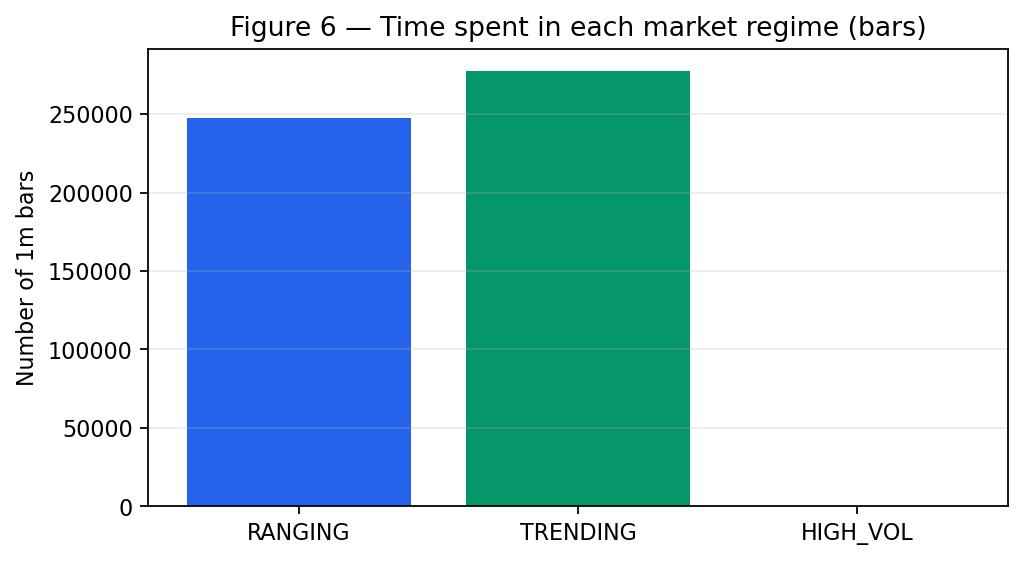 Figure 6 — Time spent in each market regime (bars)
Number of 1m bars
250000
200000
150000
100000
50000
0
RANGING
TRENDING
HIGH_VOL